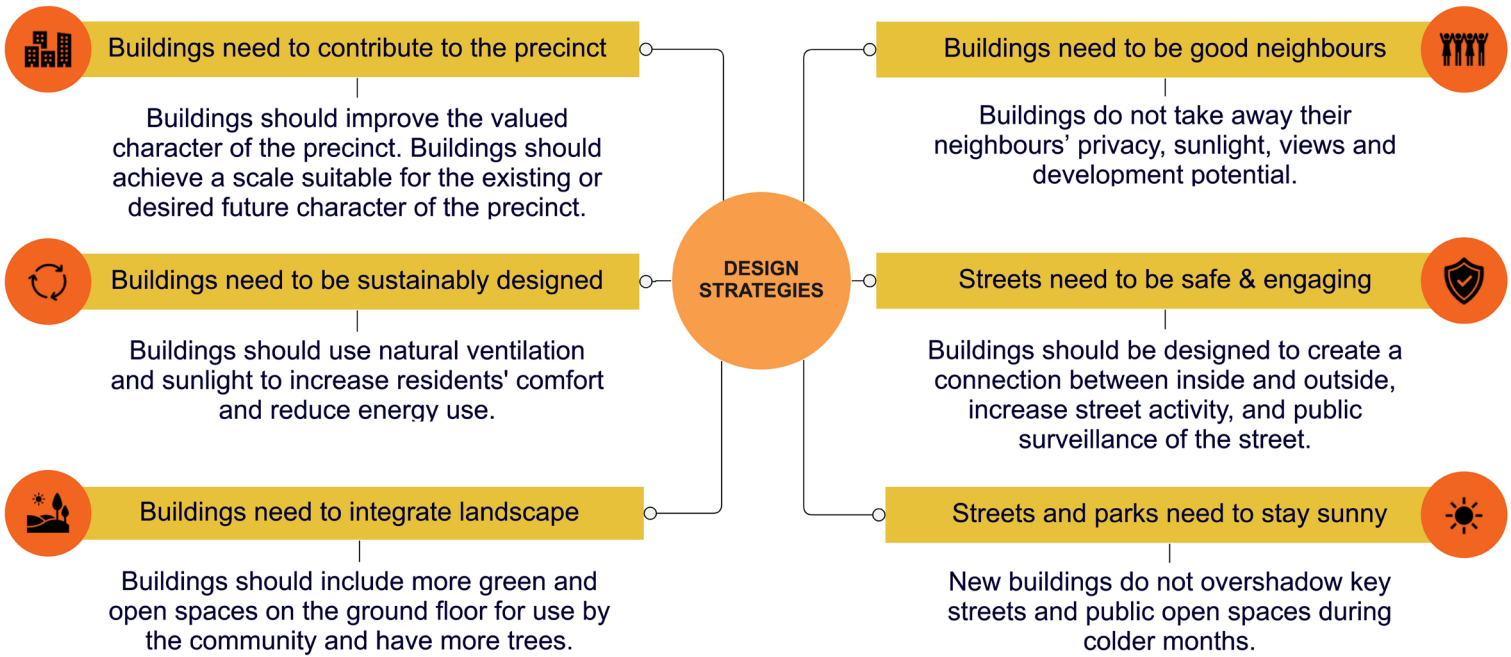 Buildings need to contribute to the precinct
Buildings should improve the valued
character of the precinct. Buildings should
achieve a scale suitable for the existing or
desired future character of the precinct.
Buildings need to be sustainably designed
Buildings should use natural ventilation
and sunlight to increase residents' comfort
and reduce energy use.
Buildings need to integrate landscape
Buildings should include more green and
open spaces on the ground floor for use by
the community and have more trees.
DESIGN
STRATEGIES
Buildings need to be good neighbours
Buildings do not take away their
neighbours’ privacy, sunlight, views and
development potential.
Streets need to be safe & engaging
Buildings should be designed to create a
connection between inside and outside,
increase street activity, and public
surveillance of the street.
Streets and parks need to stay sunny
New buildings do not overshadow key
streets and public open spaces during
colder months.